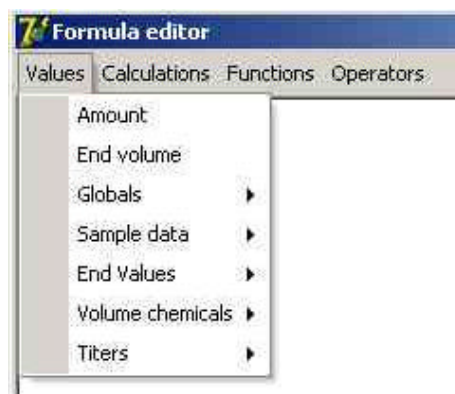 Formula editor
Values Calculations Functions Operators
Amount
End volume
Globals
Sample data
End Values
Volume chemicals
Titers